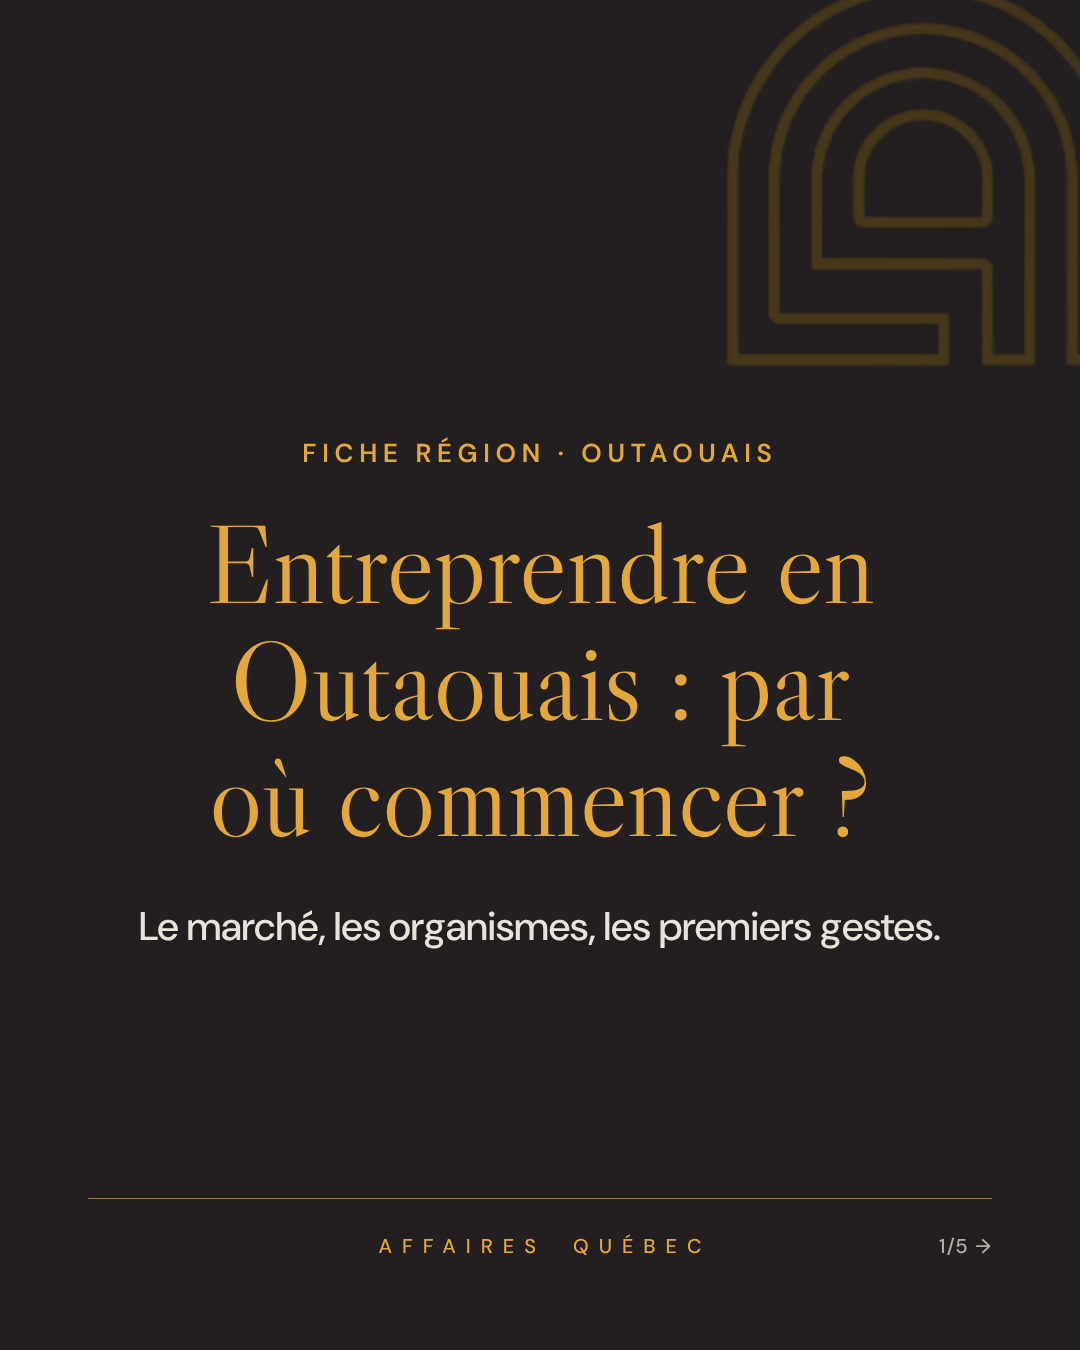 FICHE RÉGION · OUTAOUAIS
Entreprendre en
Outaouais : par
où commencer ?
Le marché, les organismes, les premiers gestes.
AFFAIRES QUÉBEC
1/5 →